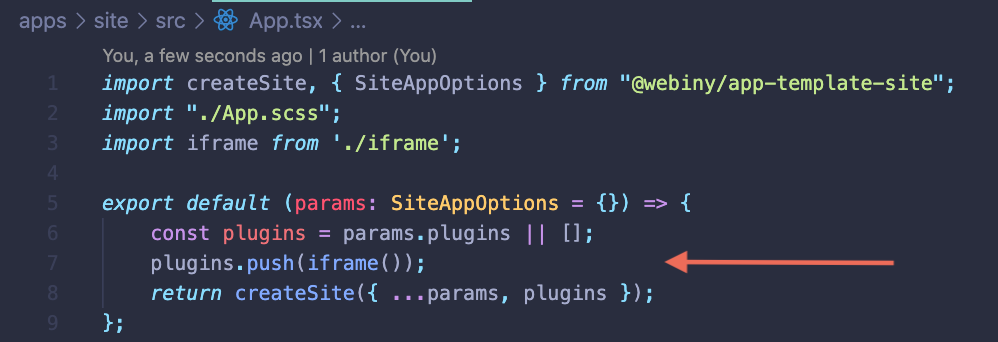 apps > site > src > App.tsx > ...
You, a few seconds ago | 1 author (You)
1 import createSite, { SiteAppOptions } from "@webiny/app-template-site";
2 import "./App.scss";
3 import iframe from './iframe';
4
5 export default (params: SiteAppOptions = {}) => {
6     const plugins = params.plugins || [];
7     plugins.push(iframe());
8     return createSite({ ...params, plugins });
9 };